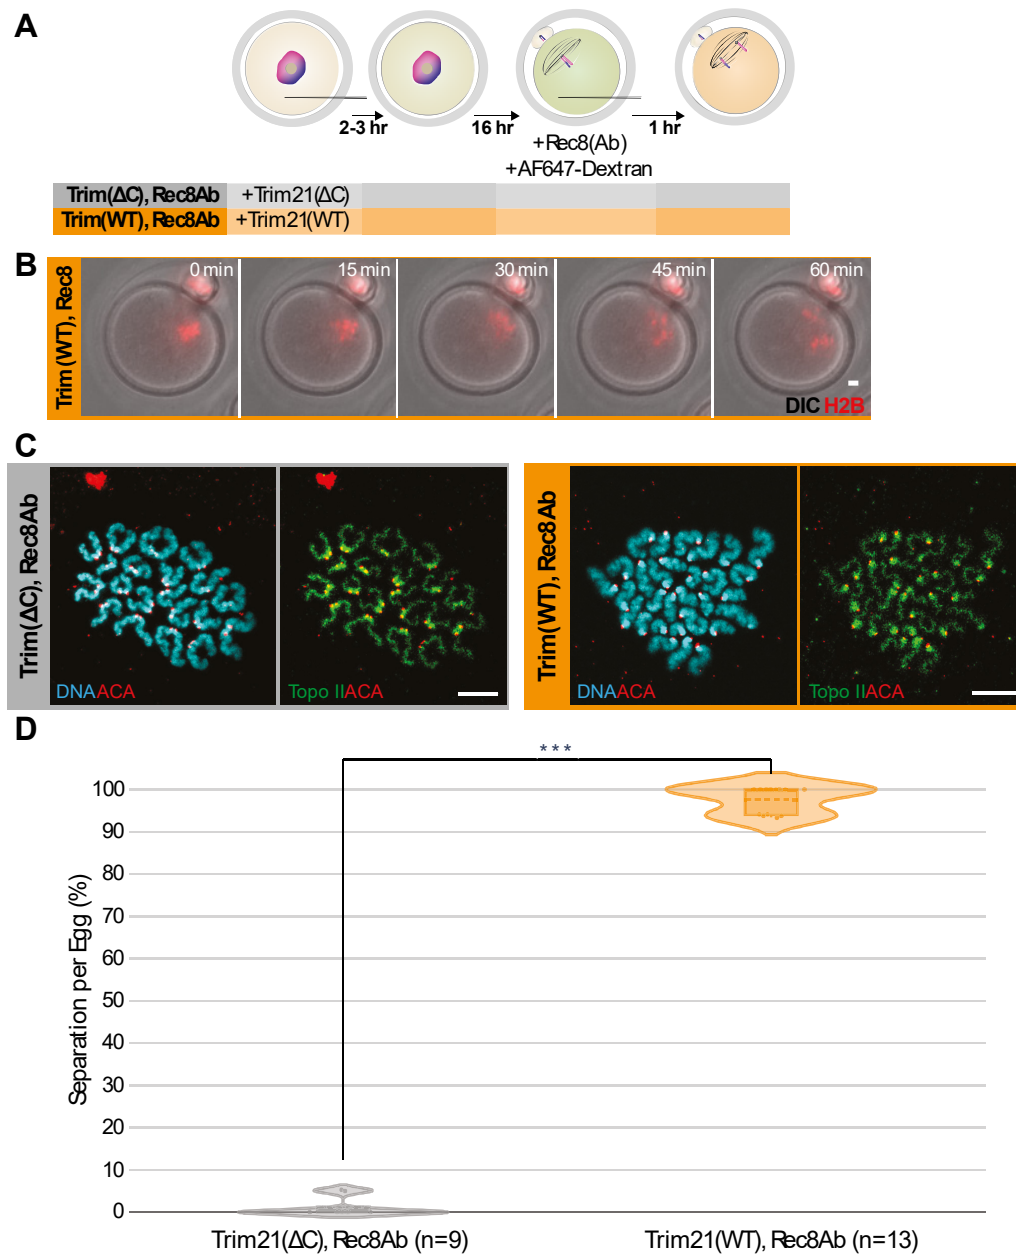 A
2-3 hr
16 hr
1 hr
+Rec8(Ab)
+AF647-Dextran
Trim(ΔC), Rec8Ab +Trim21(ΔC)
Trim(WT), Rec8Ab +Trim21(WT)
B
Trim (WT), Rec8
0 min 15 min 30 min 45 min 60 min
DIC H2B
C
Trim(ΔC), Rec8Ab
DNA ACA
Topo II ACA
Trim(WT), Rec8Ab
DNA ACA
Topo II ACA
D
***
Separation per Egg (%)
100
90
80
70
60
50
40
30
20
10
0
Trim21(ΔC), Rec8Ab (n=9)
Trim21(WT), Rec8Ab (n=13)